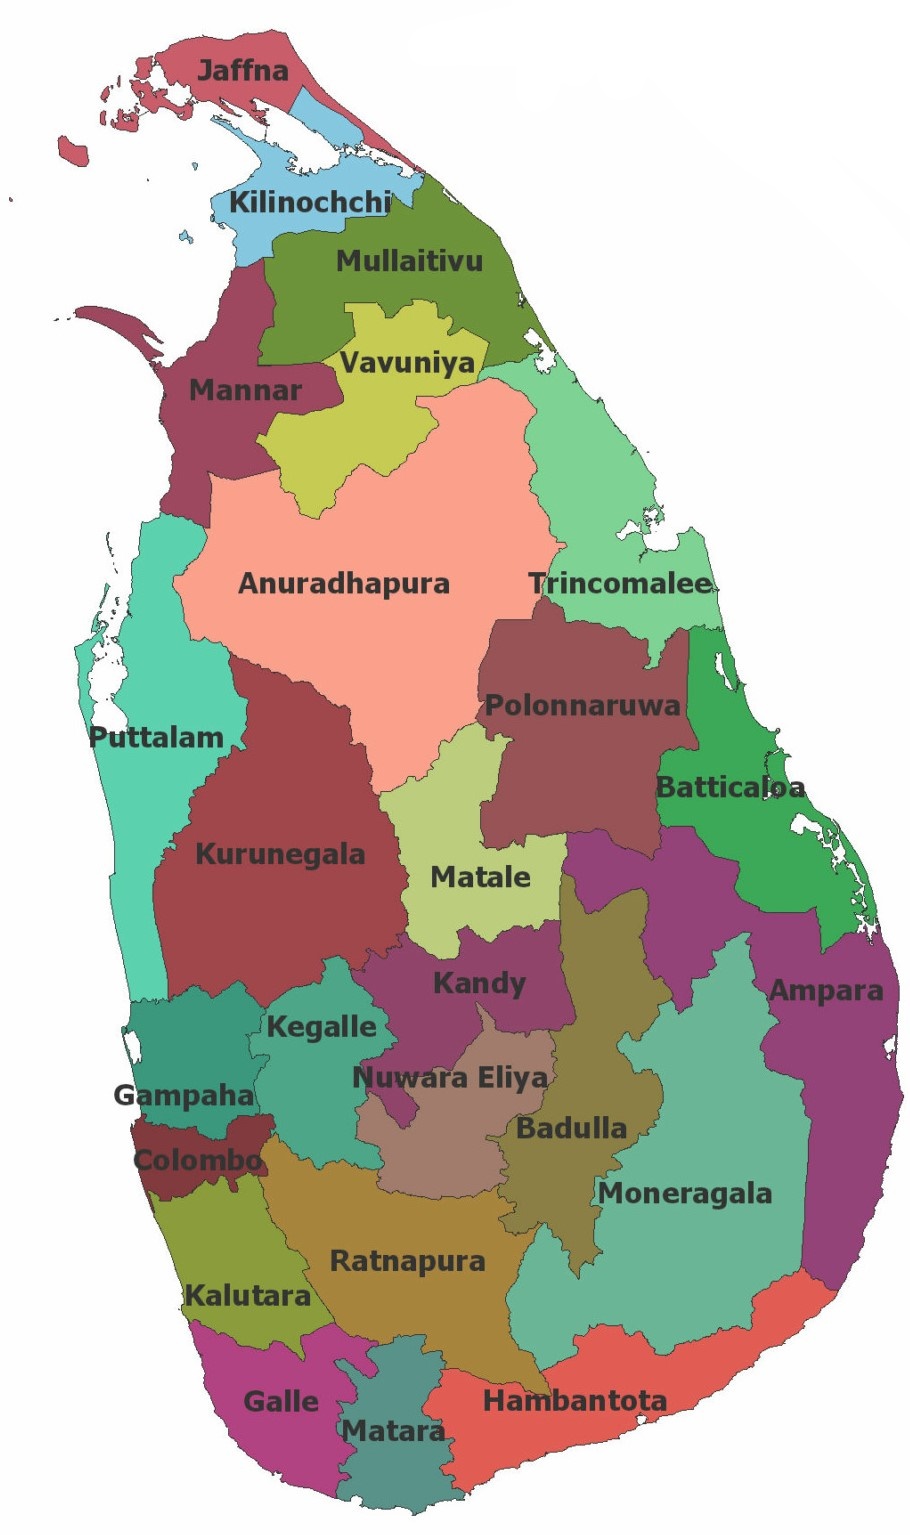 Jaffna
Kilinochchi
Mullaitivu
Vavuniya
Mannar
Anuradhapura
Trincomalee
Polonnaruwa
Puttalam
Batticaloa
Kurunegala
Matale
Kandy
Ampara
Kegalle
Nuwara Eliya
Gampaha
Badulla
Colombo
Moneragala
Ratnapura
Kalutara
Galle
Hambantota
Matara